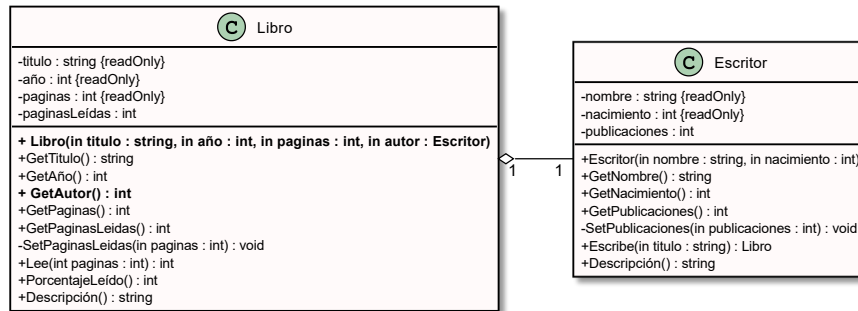 C Libro
-titulo : string {readOnly}
-año : int {readOnly}
-paginas : int {readOnly}
-paginasLeídas : int
+ Libro(in titulo : string, in año : int, in paginas : int, in autor : Escritor)
+GetTitulo() : string
+GetAño() : int
+ GetAutor() : int
+GetPaginas() : int
+GetPaginasLeidas() : int
-SetPaginasLeidas(in paginas : int) : void
+Lee(int paginas : int) : int
+PorcentajeLeído() : int
+Descripción() : string
1 1
C Escritor
-nombre : string {readOnly}
-nacimiento : int {readOnly}
-publicaciones : int
+Escritor(in nombre : string, in nacimiento : int)
+GetNombre() : string
+GetNacimiento() : int
+GetPublicaciones() : int
-SetPublicaciones(in publicaciones : int) : void
+Escribe(in titulo : string) : Libro
+Descripción() : string